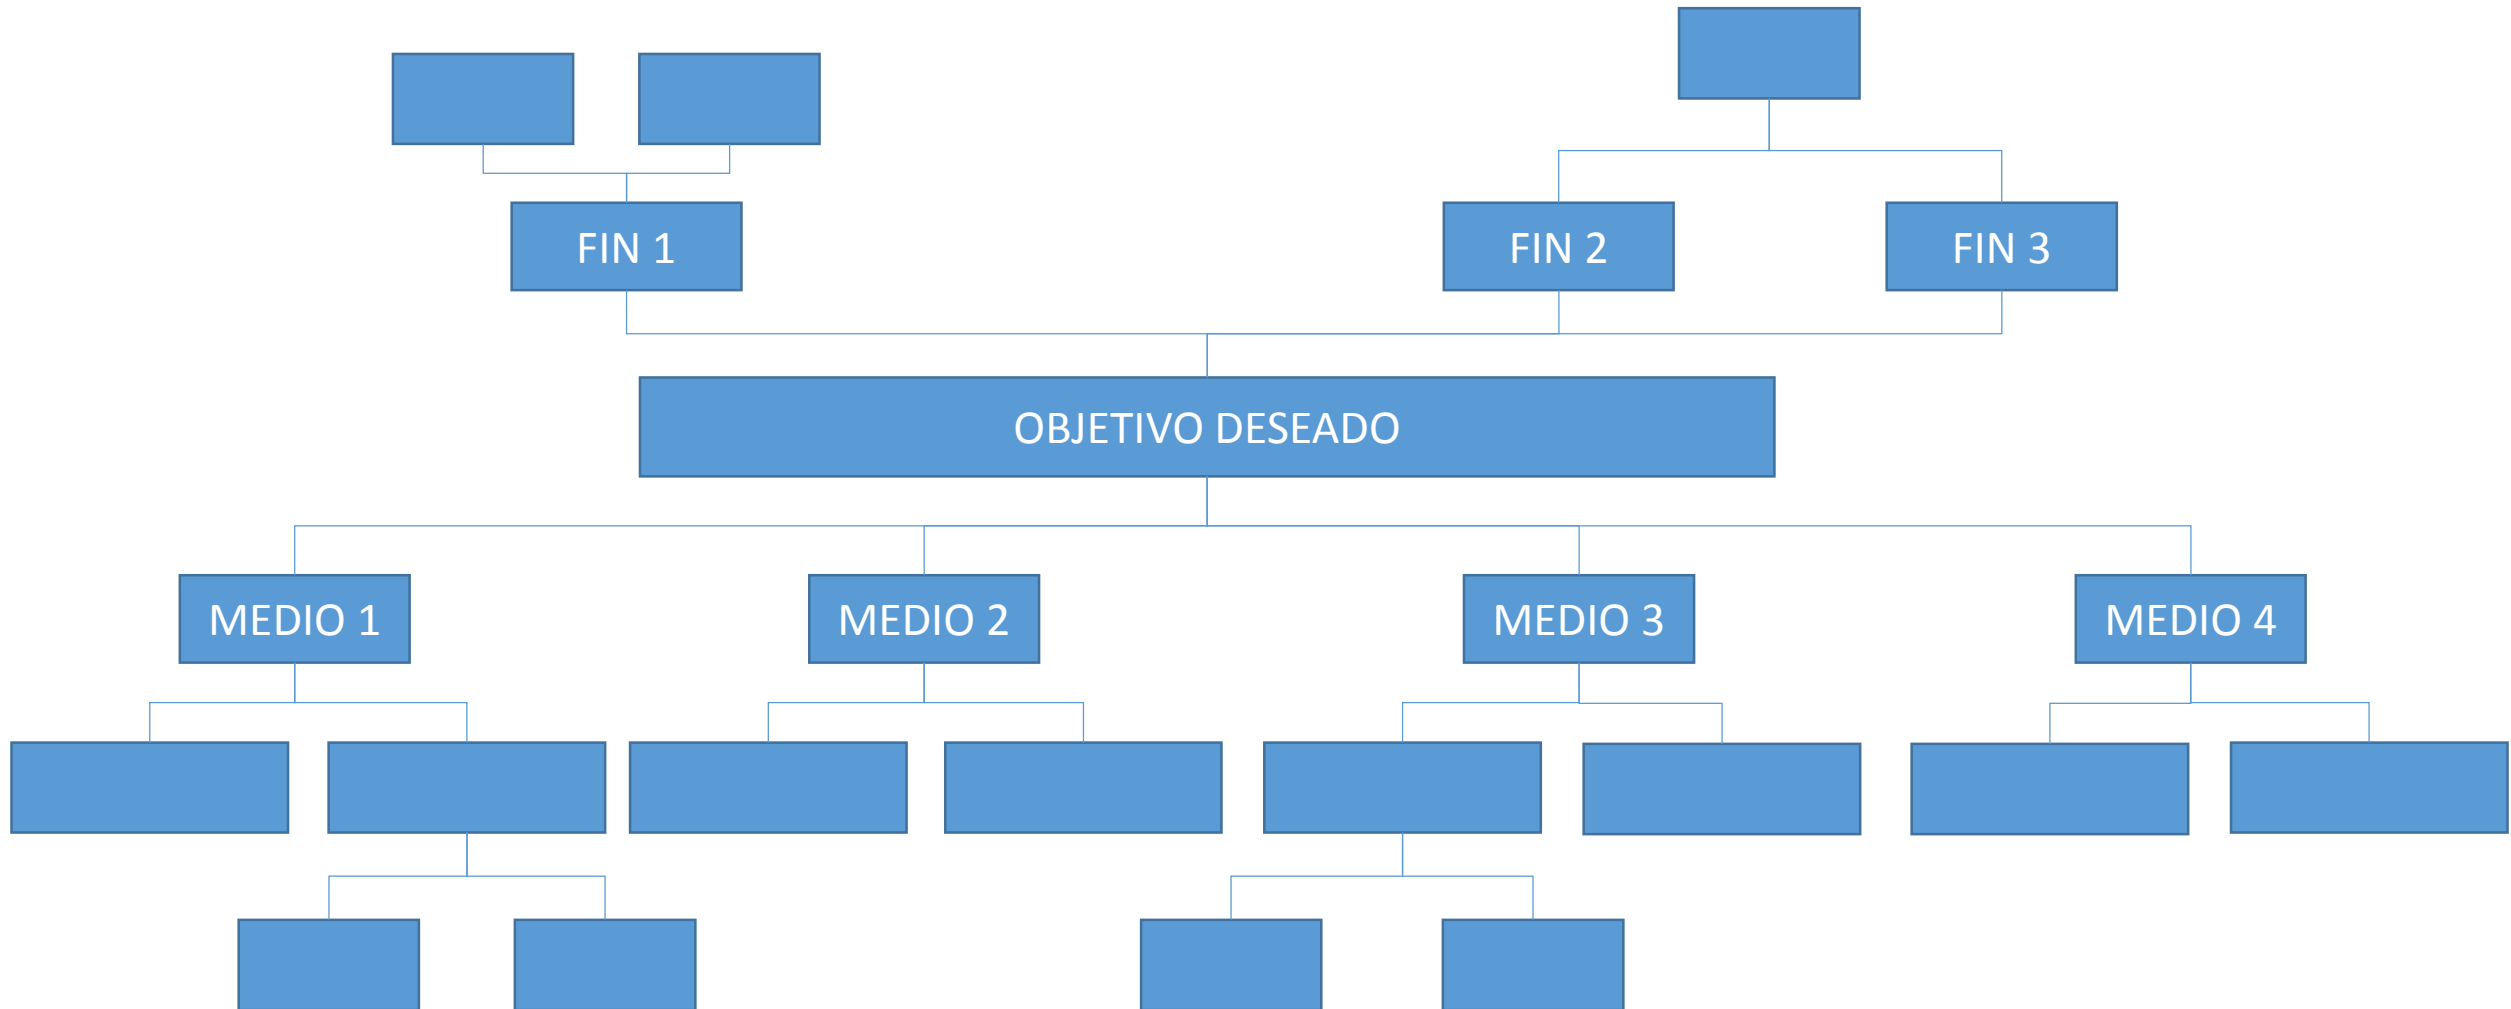 FIN 1
FIN 2
FIN 3
OBJETIVO DESEADO
MEDIO 1
MEDIO 2
MEDIO 3
MEDIO 4